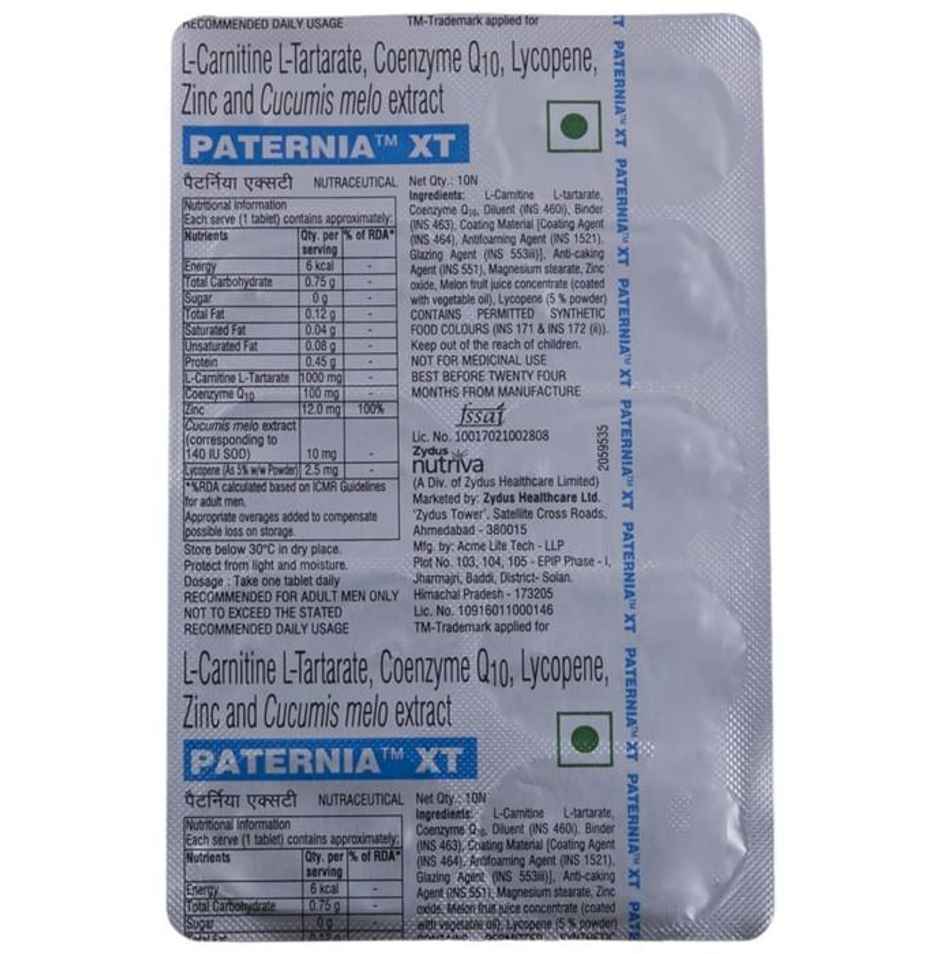 RECOMMENDED DAILY USAGE
TM-Trademark applied for
L-Carnitine L-Tartarate, Coenzyme Q10, Lycopene,
Zinc and Cucumis melo extract
PATERNIA™ XT
पैटर्निया एक्सटी NUTRACEUTICAL
Nutritional Information
Each serve (1 tablet) contains approximately:
Nutrients Qty. per serving % of RDA*
Energy 6 kcal -
Total Carbohydrate 0.75 g -
Sugar 0 g -
Total Fat 0.12 g -
Saturated Fat 0.04 g -
Unsaturated Fat 0.08 g -
Protein 0.45 g -
L-Carnitine L-Tartarate 1000 mg -
Coenzyme Q10 100 mg -
Zinc 12.0 mg 100%
Cucumis melo extract
(corresponding to
140 IU SOD) 10 mg -
Lycopene (As 5% w/w Powder) 2.5 mg -
*%RDA calculated based on ICMR Guidelines
for adult men.
Appropriate overages added to compensate
possible loss on storage.
Store below 30°C in dry place.
Protect from light and moisture.
Dosage : Take one tablet daily
RECOMMENDED FOR ADULT MEN ONLY
NOT TO EXCEED THE STATED
RECOMMENDED DAILY USAGE
Net Qty.: 10N
Ingredients: L-Carnitine L-tartarate,
Coenzyme Q10, Diluent (INS 460i), Binder
(INS 463), Coating Material [Coating Agent
(INS 464), Antifoaming Agent (INS 1521),
Glazing Agent (INS 553iii)], Anti-caking
Agent (INS 551), Magnesium stearate, Zinc
oxide, Melon fruit juice concentrate (coated
with vegetable oil), Lycopene (5 % powder)
CONTAINS PERMITTED SYNTHETIC
FOOD COLOURS (INS 171 & INS 172 (ii)).
Keep out of the reach of children.
NOT FOR MEDICINAL USE
BEST BEFORE TWENTY FOUR
MONTHS FROM MANUFACTURE
fssai
Lic. No. 10017021002808
2059535
Zydus
nutriva
(A Div. of Zydus Healthcare Limited)
Marketed by: Zydus Healthcare Ltd.
'Zydus Tower', Satellite Cross Roads,
Ahmedabad - 380015
Mfg. by: Acme Lite Tech - LLP
Plot No. 103, 104, 105 - EPIP Phase - I,
Jharmajri, Baddi, District- Solan.
Himachal Pradesh - 173205
Lic. No. 10916011000146
TM-Trademark applied for
L-Carnitine L-Tartarate, Coenzyme Q10, Lycopene,
Zinc and Cucumis melo extract
PATERNIA™ XT
पैटर्निया एक्सटी NUTRACEUTICAL
Nutritional Information
Each serve (1 tablet) contains approximately:
Nutrients Qty. per serving % of RDA*
Energy 6 kcal -
Total Carbohydrate 0.75 g -
Sugar 0 g -
Net Qty.: 10N
Ingredients: L-Carnitine L-tartarate,
Coenzyme Q10, Diluent (INS 460i), Binder
(INS 463), Coating Material [Coating Agent
(INS 464), Antifoaming Agent (INS 1521),
Glazing Agent (INS 553iii)], Anti-caking
Agent (INS 551), Magnesium stearate, Zinc
oxide, Melon fruit juice concentrate (coated
with vegetable oil), Lycopene (5 % powder)
XT PATERNIA™ XT PATERNIA™ XT PATERNIA™ XT PATERNIA™ XT PATERNIA™ XT PATERNIA™ XT PATERNIA™ XT PATE